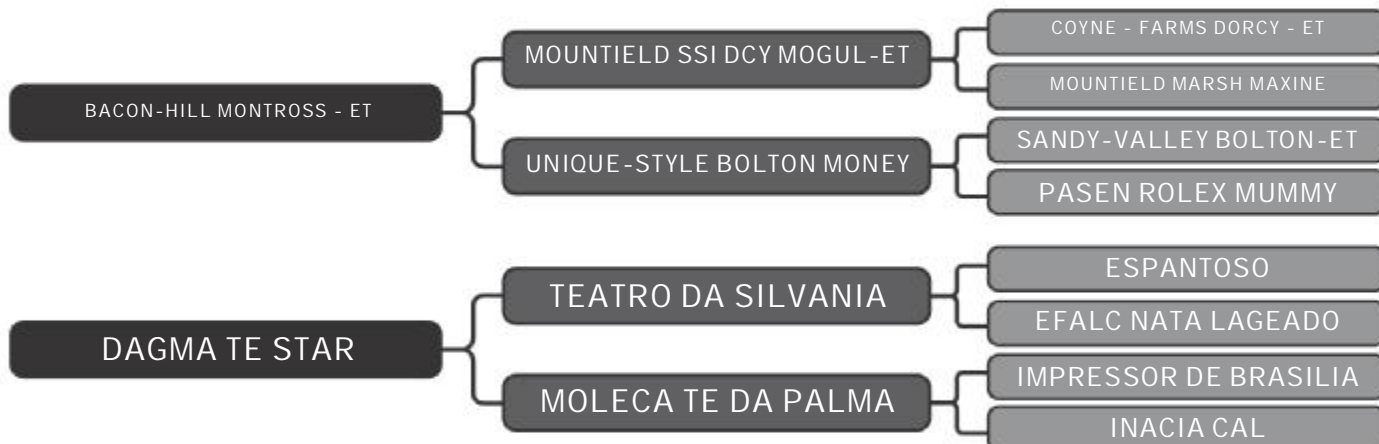 COYNE - FARMS DORCY - ET
MOUNTIELD SSI DCY MOGUL-ET
MOUNTIELD MARSH MAXINE
BACON-HILL MONTROSS - ET
SANDY-VALLEY BOLTON-ET
UNIQUE-STYLE BOLTON MONEY
PASEN ROLEX MUMMY
ESPANTOSO
TEATRO DA SILVANIA
EFALC NATA LAGEADO
DAGMA TE STAR
IMPRESSOR DE BRASILIA
MOLECA TE DA PALMA
INACIA CAL